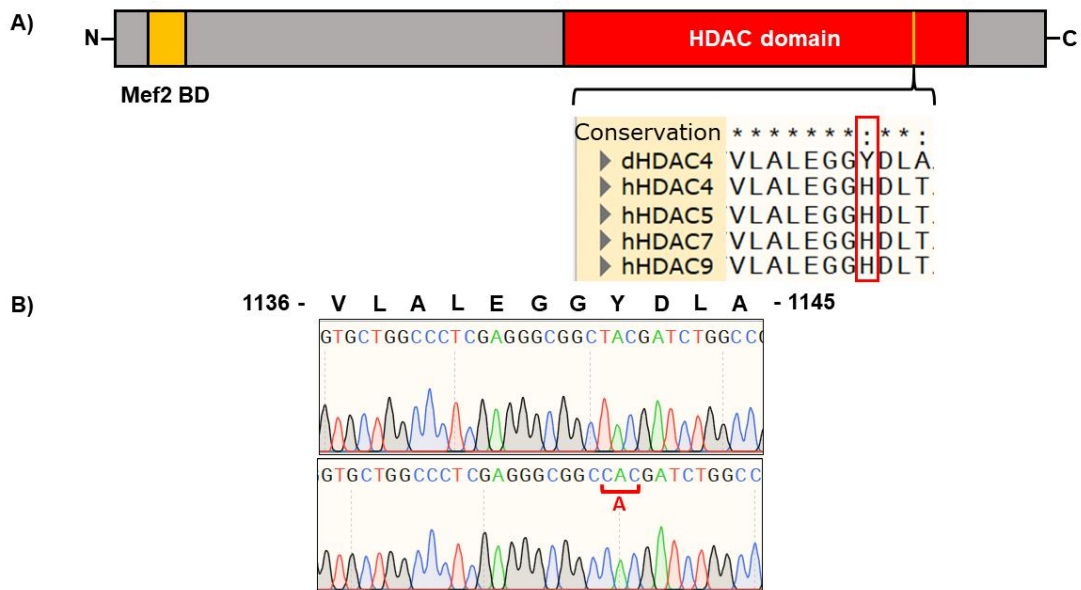 A)
N- HDAC domain -C
Mef2 BD
Conservation * * * * * * * : * * :
dHDAC4 VLALEGGYDLA
hHDAC4 VLALEGGHDLT
hHDAC5 VLALEGGHDLT
hHDAC7 VLALEGGHDLT
hHDAC9 VLALEGGHDLT
B) 1136 - V L A L E G G Y D L A - 1145
GTGCTGGCCCTCGAGGGCGGCTACGATCTGGCC
GTGCTGGCCCTCGAGGGCGGCCACGATCTGGCC
A